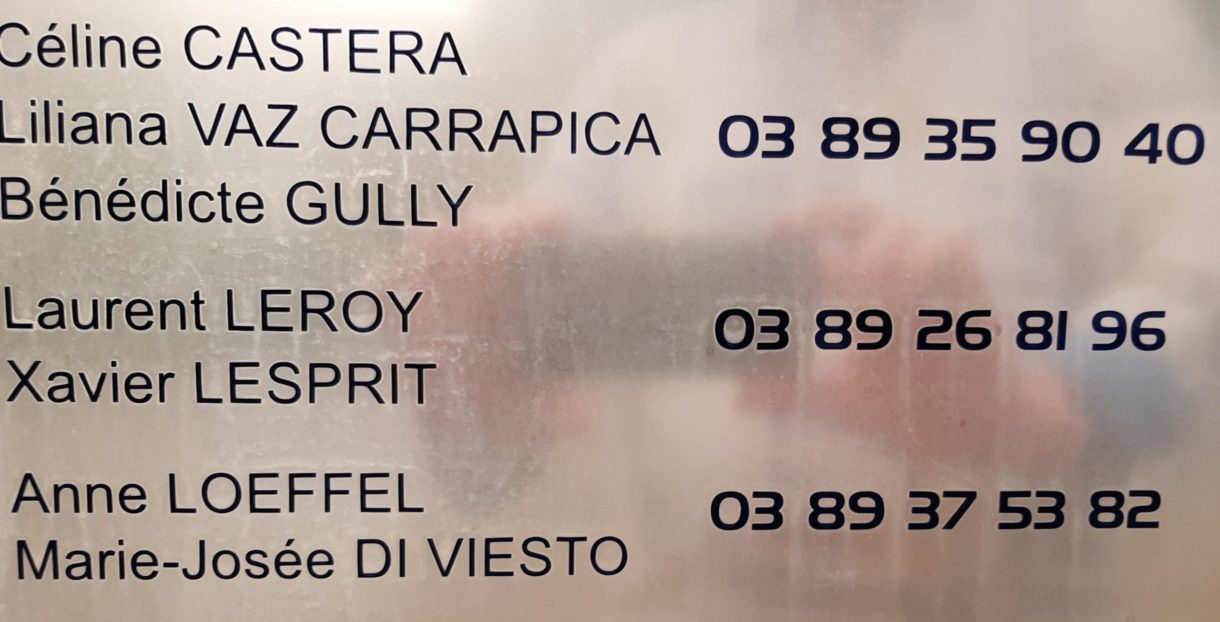 Céline CASTERA
Liliana VAZ CARRAPICA 03 89 35 90 40
Bénédicte GULLY
Laurent LEROY 03 89 26 81 96
Xavier LESPRIT
Anne LOEFFEL 03 89 37 53 82
Marie-Josée DI VIESTO